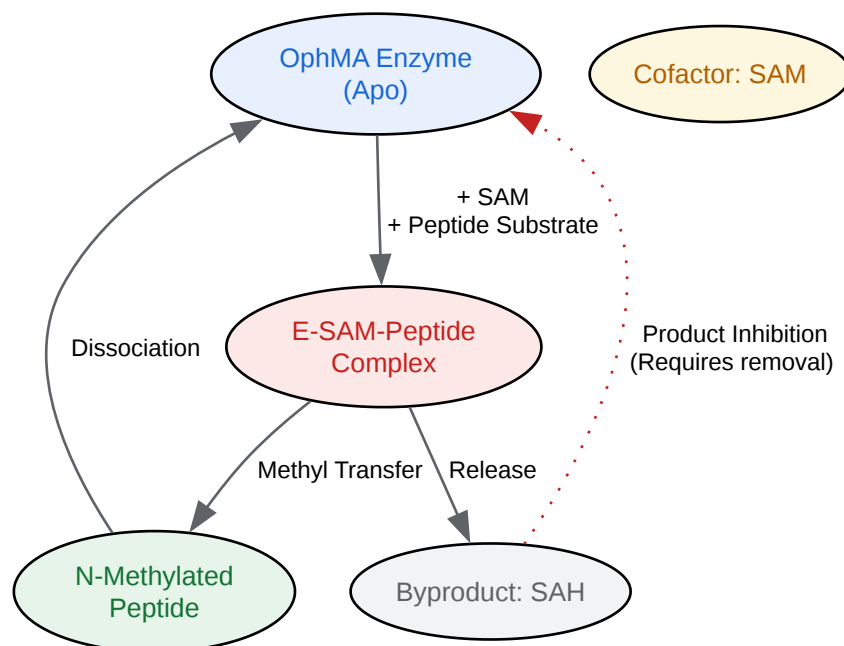 OphMA Enzyme
(Apo)
Cofactor: SAM
+ SAM
+ Peptide Substrate
E-SAM-Peptide
Complex
Dissociation
Product Inhibition
(Requires removal)
Methyl Transfer
Release
N-Methylated
Peptide
Byproduct: SAH